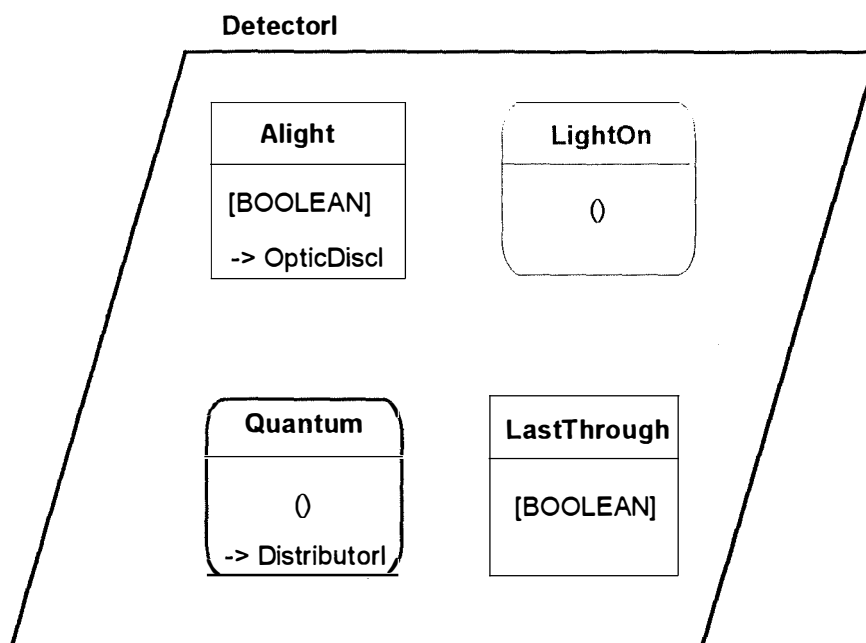 DetectorI
Alight
[BOOLEAN]
-> OpticDiscI
LightOn
()
Quantum
()
-> DistributorI
LastThrough
[BOOLEAN]